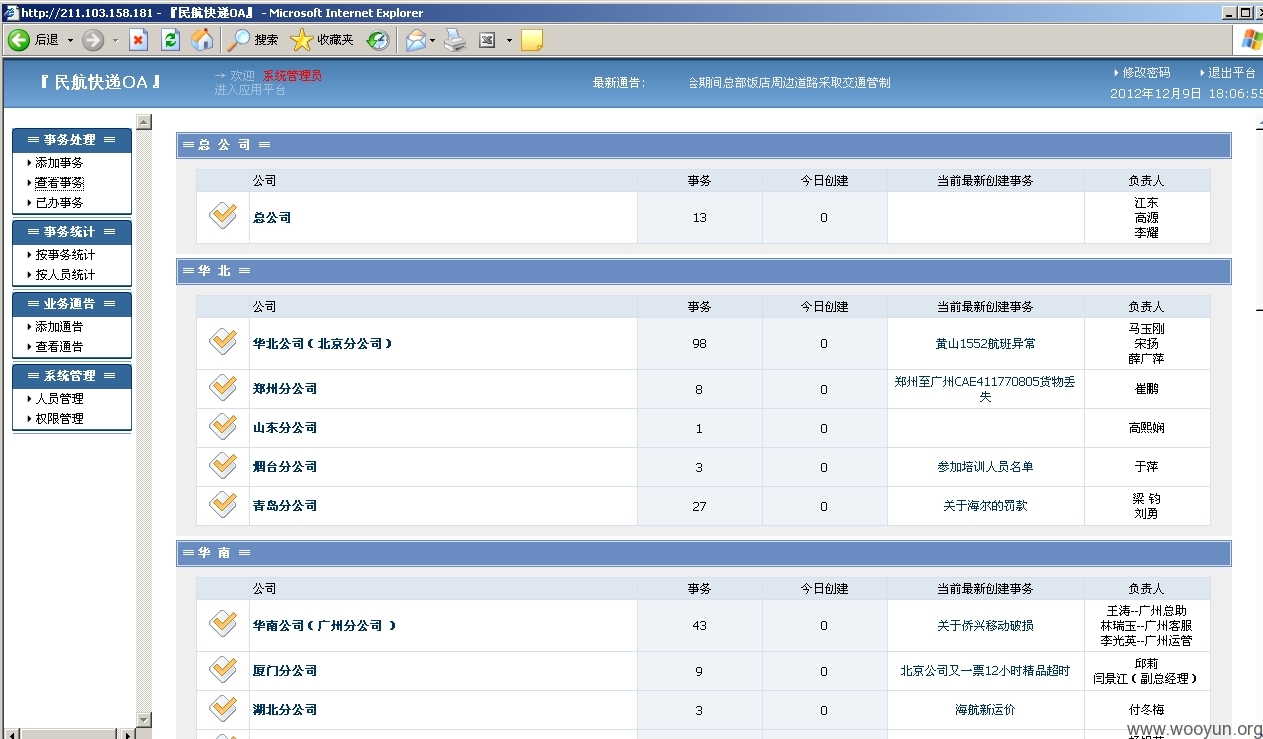 http://211.103.158.181 - 『民航快递OA』 - Microsoft Internet Explorer
后退 搜索 收藏夹
『 民航快递OA 』
→ 欢迎 系统管理员
进入应用平台
最新通告: 会期间总部饭店周边道路采取交通管制
修改密码 退出平台
2012年12月9日 18:06:55
事务处理
添加事务
查看事务
已办事务
事务统计
按事务统计
按人员统计
业务通告
添加通告
查看通告
系统管理
人员管理
权限管理
总 公 司
公司 事务 今日创建 当前最新创建事务 负责人
总公司 13 0 江东
高源
李耀
华 北
公司 事务 今日创建 当前最新创建事务 负责人
华北公司（北京分公司） 98 0 黄山1552航班异常 马玉刚
宋扬
薛广萍
郑州分公司 8 0 郑州至广州CAE411770805货物丢
失 崔鹏
山东分公司 1 0 高熙娴
烟台分公司 3 0 参加培训人员名单 于萍
青岛分公司 27 0 关于海尔的罚款 梁 钧
刘勇
华 南
公司 事务 今日创建 当前最新创建事务 负责人
华南公司（广州分公司 ） 43 0 关于侨兴移动破损 王涛--广州总助
林瑞玉--广州客服
李光英--广州运管
厦门分公司 9 0 北京公司又一票12小时精品超时 邱莉
闫景江（副总经理）
湖北分公司 3 0 海航新运价 付冬梅
www.wooyun.org